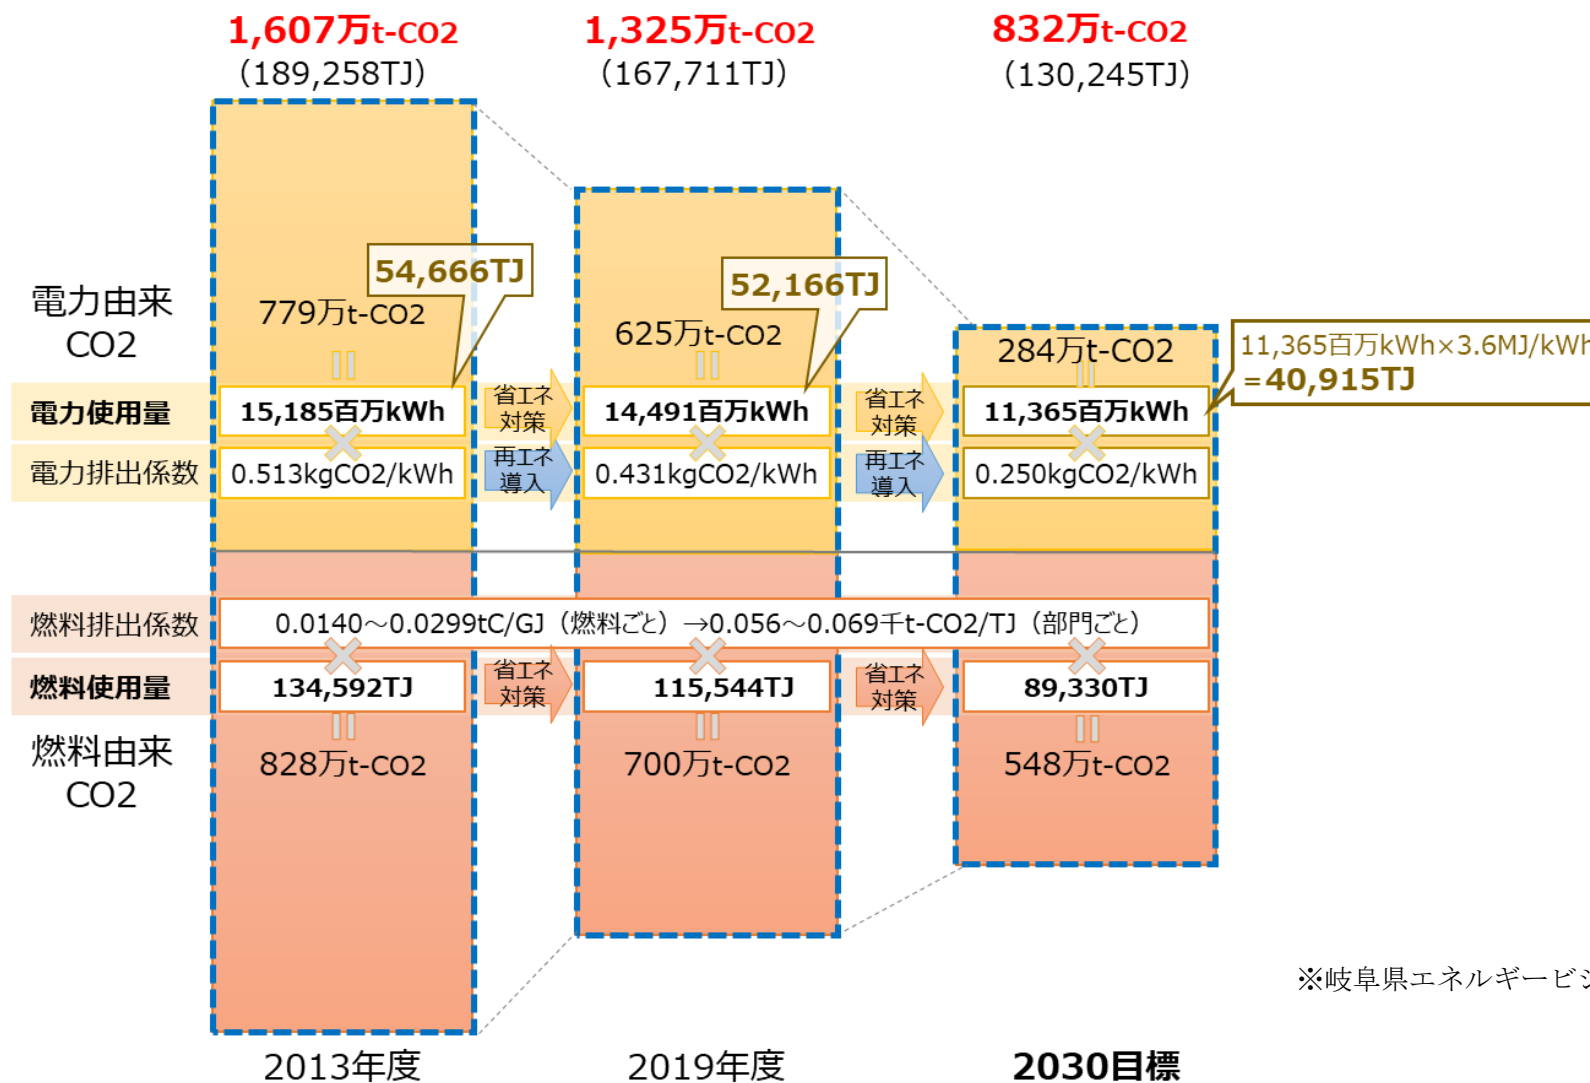 1,607万t-CO2
(189,258TJ)
1,325万t-CO2
(167,711TJ)
832万t-CO2
(130,245TJ)
電力由来
CO2
779万t-CO2
54,666TJ
625万t-CO2
52,166TJ
284万t-CO2
11,365百万kWh×3.6MJ/kWh
=40,915TJ
電力使用量
15,185百万kWh
省エネ
対策
14,491百万kWh
省エネ
対策
11,365百万kWh
電力排出係数
0.513kgCO2/kWh
再エネ
導入
0.431kgCO2/kWh
再エネ
導入
0.250kgCO2/kWh
燃料排出係数
0.0140～0.0299tC/GJ（燃料ごと）→0.056～0.069千t-CO2/TJ（部門ごと）
燃料使用量
134,592TJ
省エネ
対策
115,544TJ
省エネ
対策
89,330TJ
燃料由来
CO2
828万t-CO2
700万t-CO2
548万t-CO2
※岐阜県エネルギービジ
2013年度
2019年度
2030目標